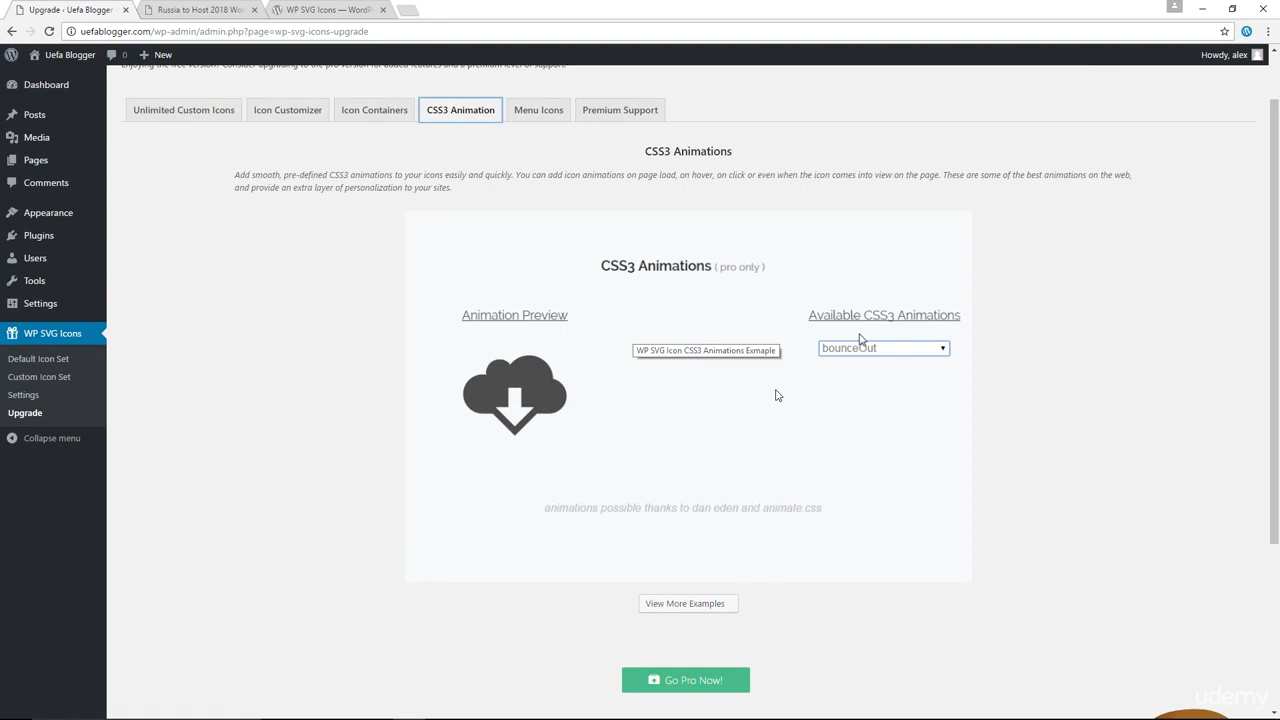 Upgrade ‹ Uefa Blogger —
Russia to Host 2018 Wor
WP SVG Icons — WordPr
uefablogger.com/wp-admin/admin.php?page=wp-svg-icons-upgrade
Uefa Blogger
0
New
Howdy, alex
enjoying the free version? Consider upgrading to the pro version for added features and a premium level of support.
Dashboard
Posts
Media
Pages
Comments
Appearance
Plugins
Users
Tools
Settings
WP SVG Icons
Default Icon Set
Custom Icon Set
Settings
Upgrade
Collapse menu
Unlimited Custom Icons
Icon Customizer
Icon Containers
CSS3 Animation
Menu Icons
Premium Support
CSS3 Animations
Add smooth, pre-defined CSS3 animations to your icons easily and quickly. You can add icon animations on page load, on hover, on click or even when the icon comes into view on the page. These are some of the best animations on the web,
and provide an extra layer of personalization to your sites.
CSS3 Animations ( pro only )
Animation Preview
Available CSS3 Animations
bounceOut
WP SVG Icon CSS3 Animations Exmaple
animations possible thanks to dan eden and animate.css
View More Examples
Go Pro Now!
udemy